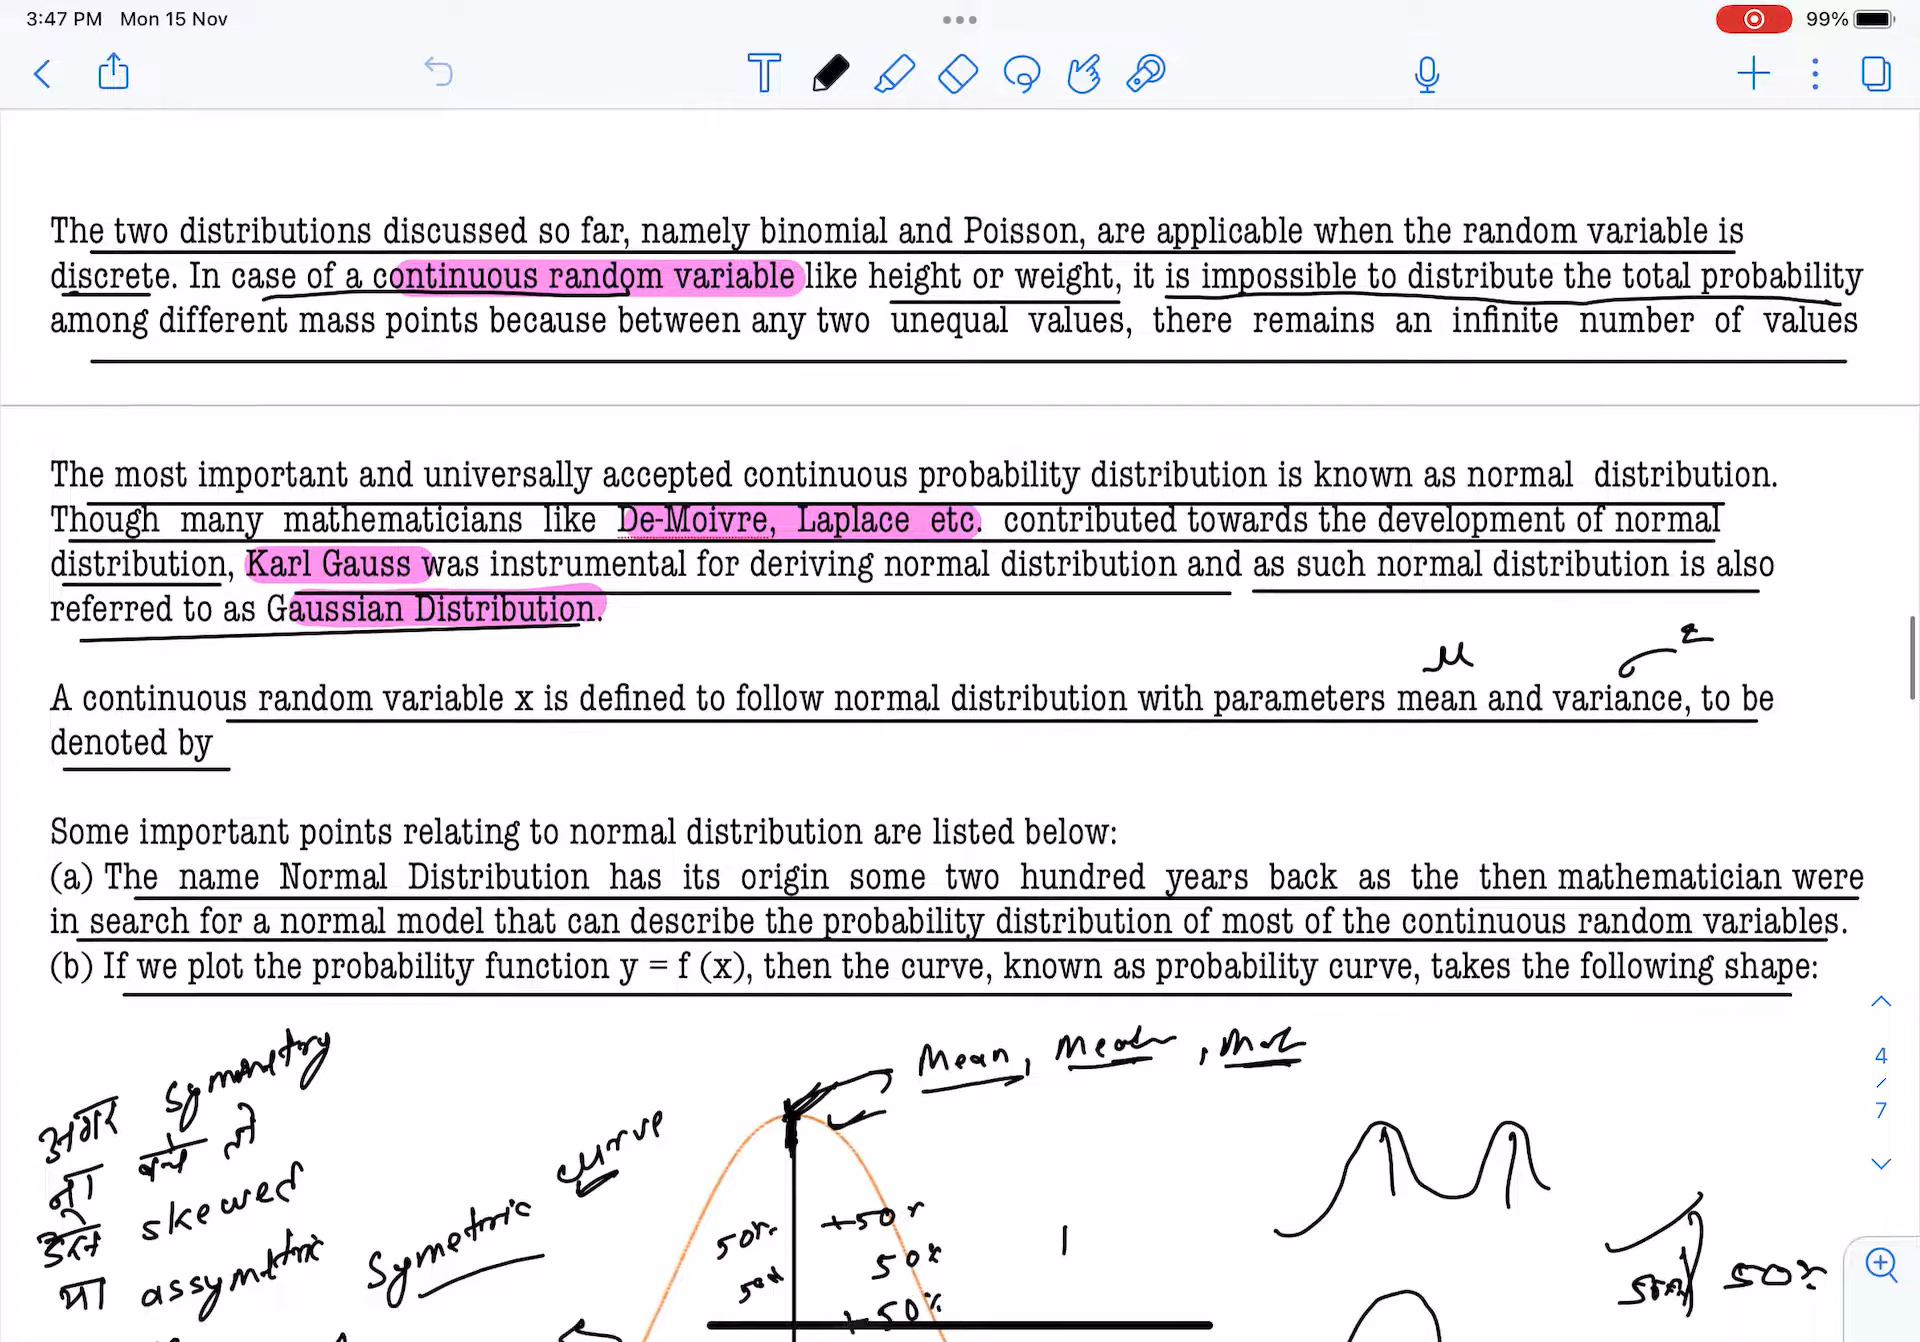 3:47 PM Mon 15 Nov
99%
The two distributions discussed so far, namely binomial and Poisson, are applicable when the random variable is
discrete. In case of a continuous random variable like height or weight, it is impossible to distribute the total probability
among different mass points because between any two unequal values, there remains an infinite number of values
The most important and universally accepted continuous probability distribution is known as normal distribution.
Though many mathematicians like De-Moivre, Laplace etc. contributed towards the development of normal
distribution, Karl Gauss was instrumental for deriving normal distribution and as such normal distribution is also
referred to as Gaussian Distribution.
μ σ²
A continuous random variable x is defined to follow normal distribution with parameters mean and variance, to be
denoted by
Some important points relating to normal distribution are listed below:
(a) The name Normal Distribution has its origin some two hundred years back as the then mathematician were
in search for a normal model that can describe the probability distribution of most of the continuous random variables.
(b) If we plot the probability function y = f (x), then the curve, known as probability curve, takes the following shape:
Mean,
अगर symmetry
ना
skewed
या assymtric
Symetric curve
50% +50%
50%
50%
+50%
50%
4
/
7